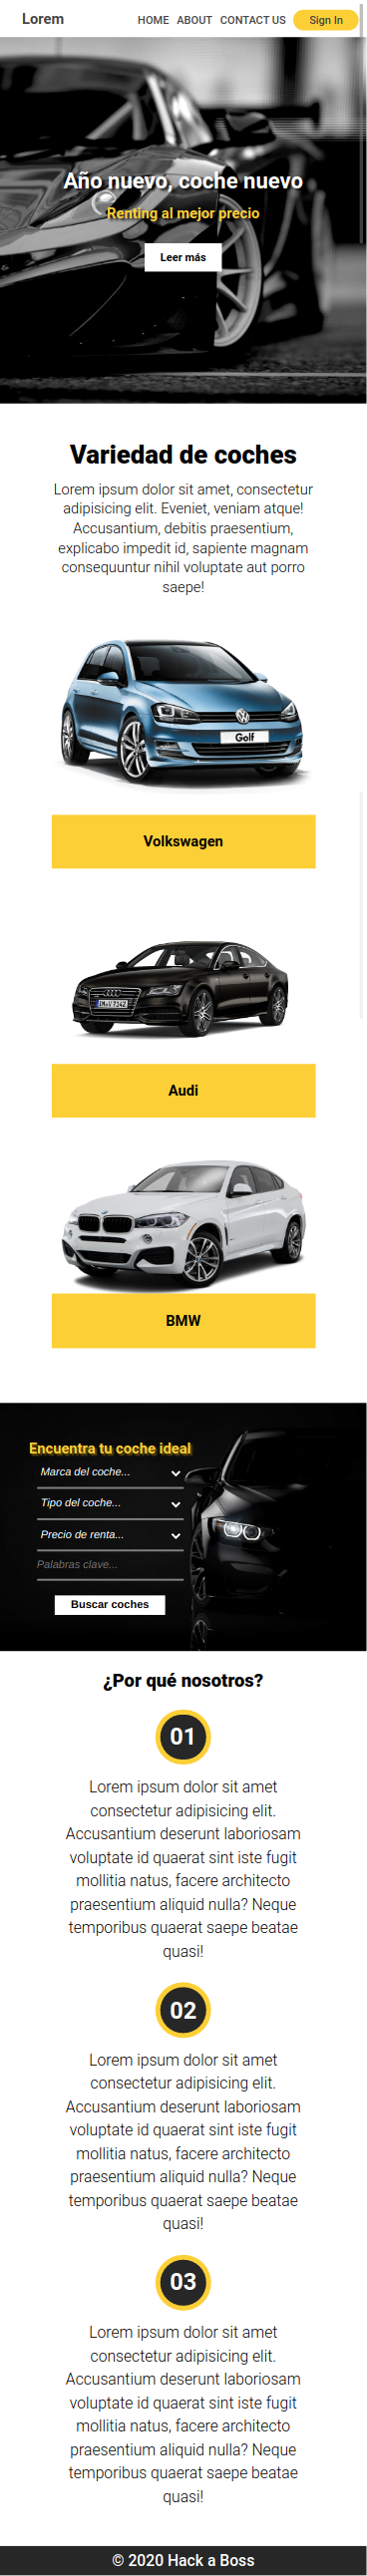 Lorem
HOME ABOUT CONTACT US Sign In
Año nuevo, coche nuevo
Renting al mejor precio
Leer más
Variedad de coches
Lorem ipsum dolor sit amet, consectetur
adipisicing elit. Eveniet, veniam atque!
Accusantium, debitis praesentium,
explicabo impedit id, sapiente magnam
consequuntur nihil voluptate aut porro
saepe!
Golf
Volkswagen
Audi
BMW
Encuentra tu coche ideal
Marca del coche...
Tipo del coche...
Precio de renta...
Palabras clave...
Buscar coches
¿Por qué nosotros?
01
Lorem ipsum dolor sit amet
consectetur adipisicing elit.
Accusantium deserunt laboriosam
voluptate id quaerat sint iste fugit
mollitia natus, facere architecto
praesentium aliquid nulla? Neque
temporibus quaerat saepe beatae
quasi!
02
Lorem ipsum dolor sit amet
consectetur adipisicing elit.
Accusantium deserunt laboriosam
voluptate id quaerat sint iste fugit
mollitia natus, facere architecto
praesentium aliquid nulla? Neque
temporibus quaerat saepe beatae
quasi!
03
Lorem ipsum dolor sit amet
consectetur adipisicing elit.
Accusantium deserunt laboriosam
voluptate id quaerat sint iste fugit
mollitia natus, facere architecto
praesentium aliquid nulla? Neque
temporibus quaerat saepe beatae
quasi!
© 2020 Hack a Boss